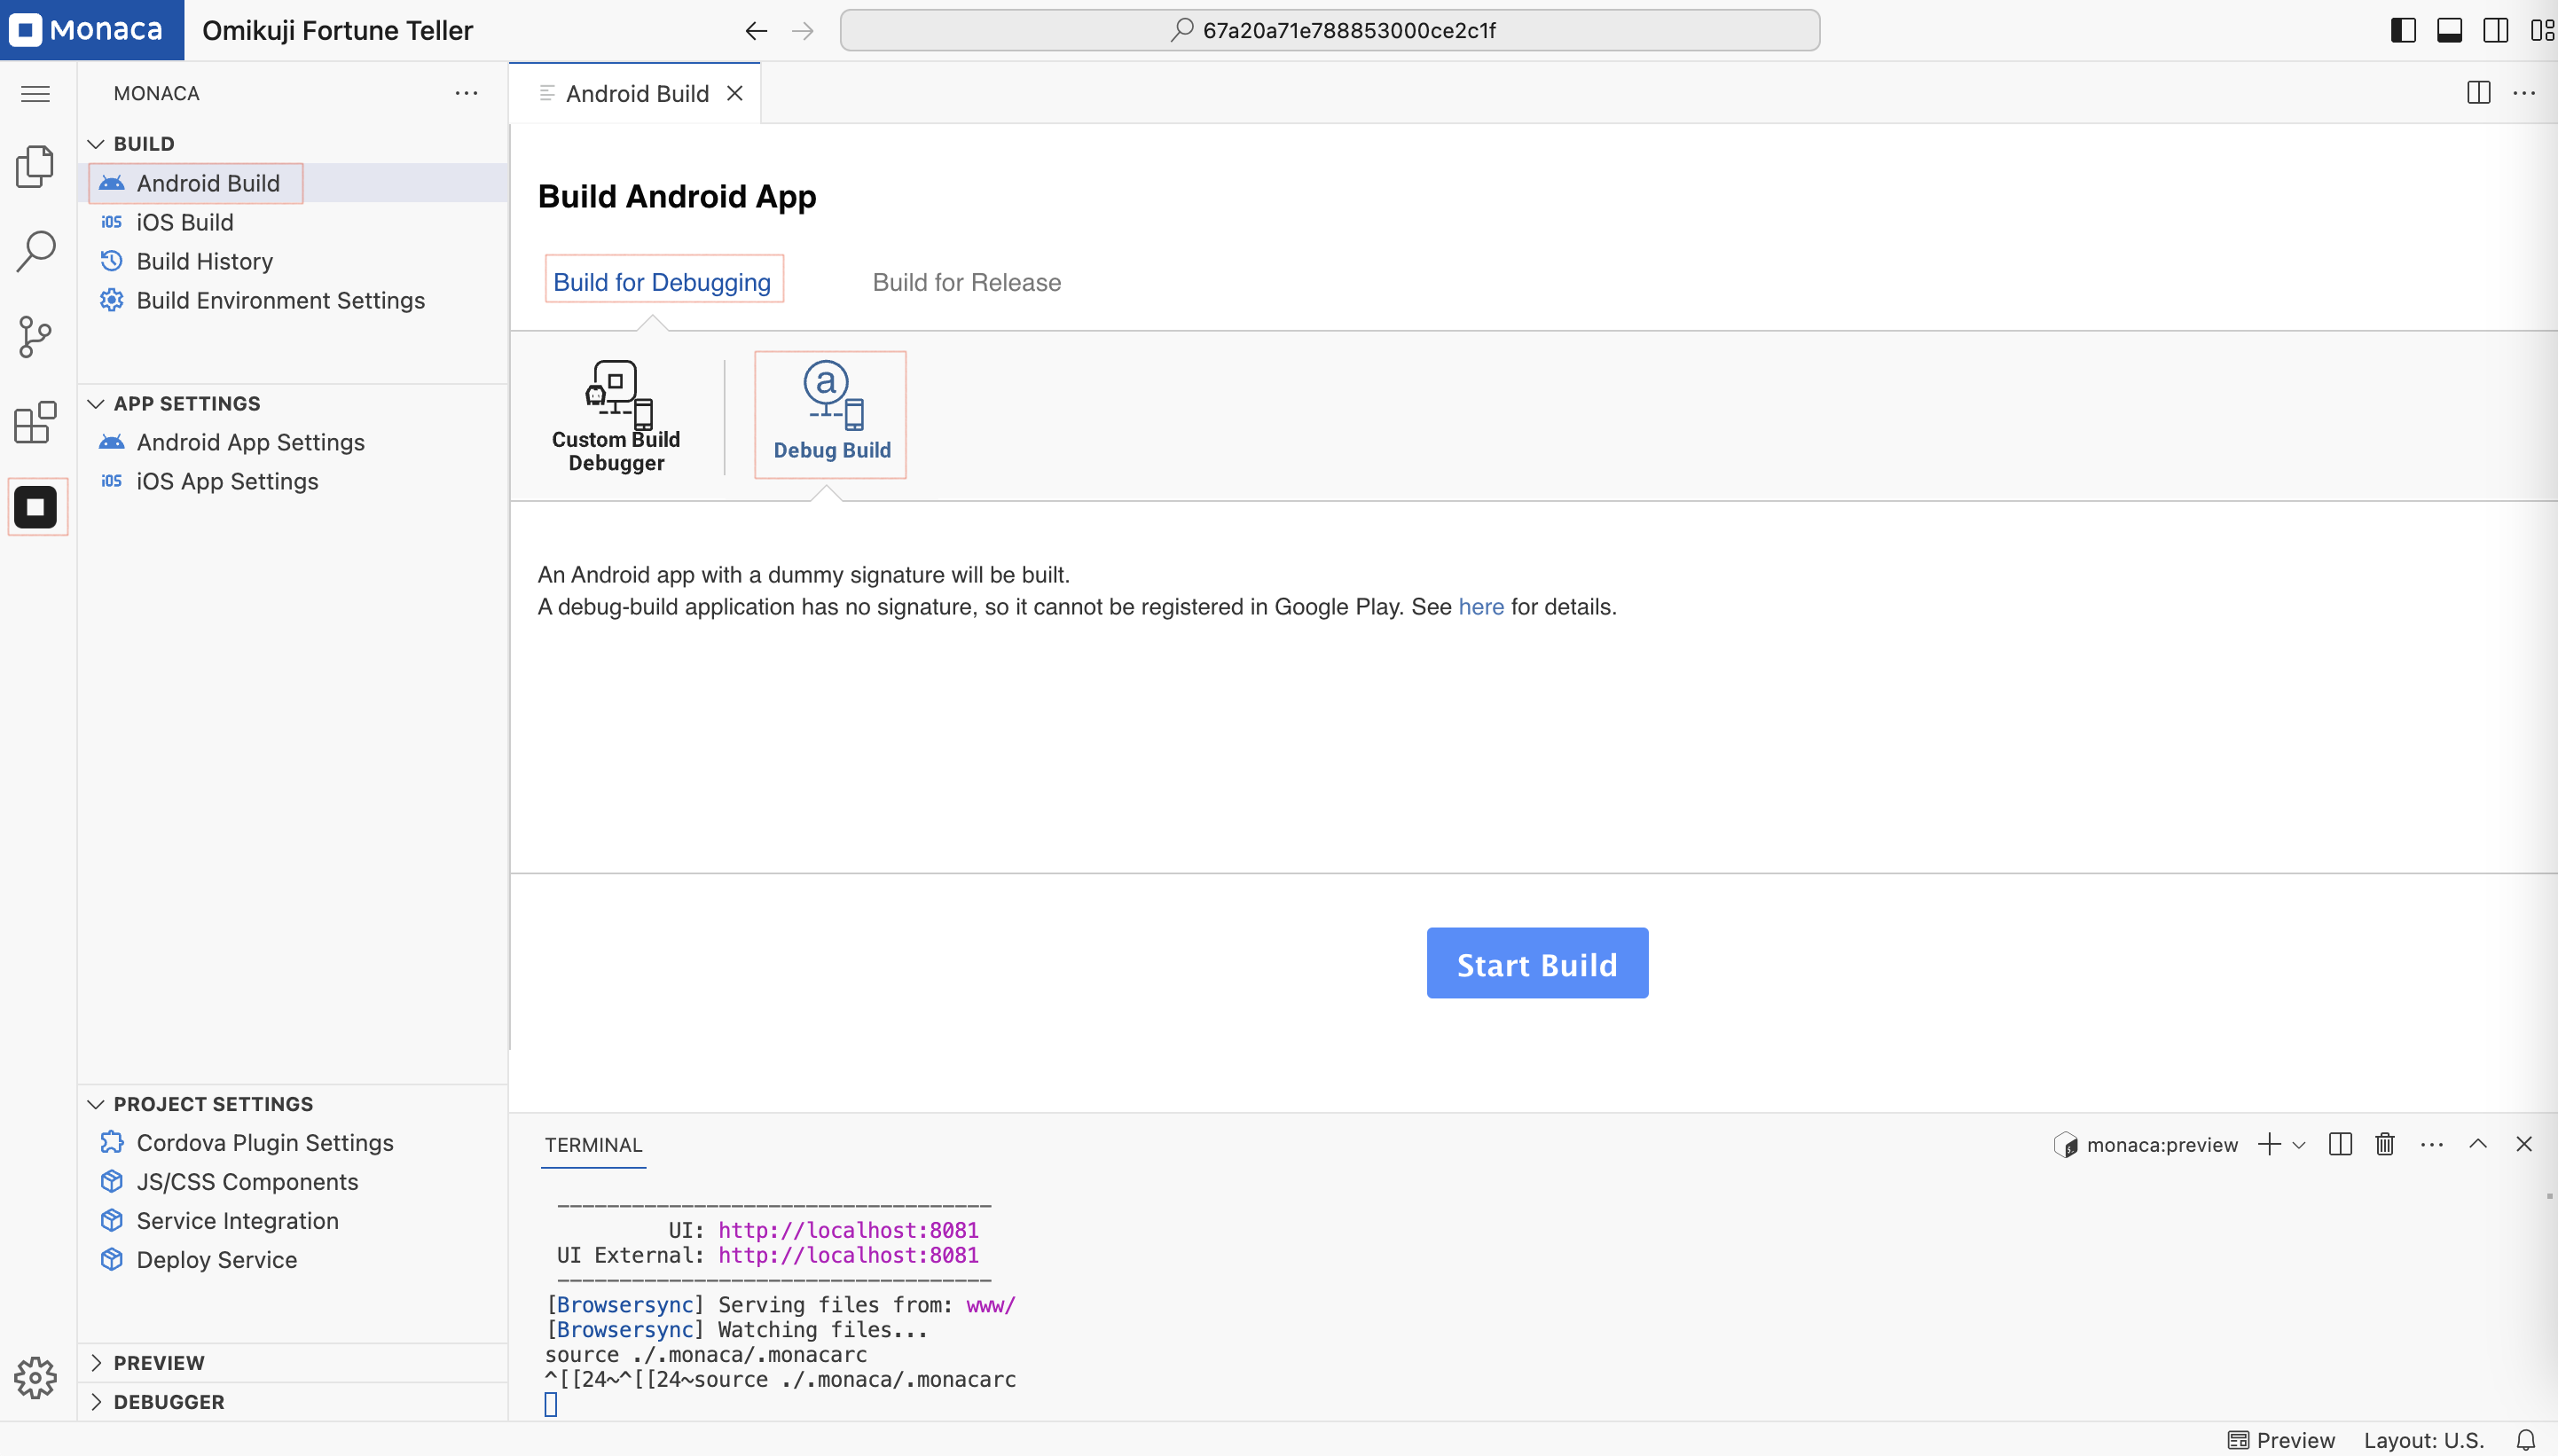 Monaca
Omikuji Fortune Teller
67a20a71e788853000ce2c1f
MONACA
BUILD
Android Build
iOS Build
Build History
Build Environment Settings
APP SETTINGS
Android App Settings
iOS App Settings
PROJECT SETTINGS
Cordova Plugin Settings
JS/CSS Components
Service Integration
Deploy Service
PREVIEW
DEBUGGER
Android Build
Build Android App
Build for Debugging
Build for Release
Custom Build
Debugger
Debug Build
An Android app with a dummy signature will be built.
A debug-build application has no signature, so it cannot be registered in Google Play. See here for details.
Start Build
TERMINAL
monaca:preview
-----------------------------------
UI: http://localhost:8081
UI External: http://localhost:8081
-----------------------------------
[Browsersync] Serving files from: www/
[Browsersync] Watching files...
source ./.monaca/.monacarc
^[[24~^[[24~source ./.monaca/.monacarc
Preview
Layout: U.S.